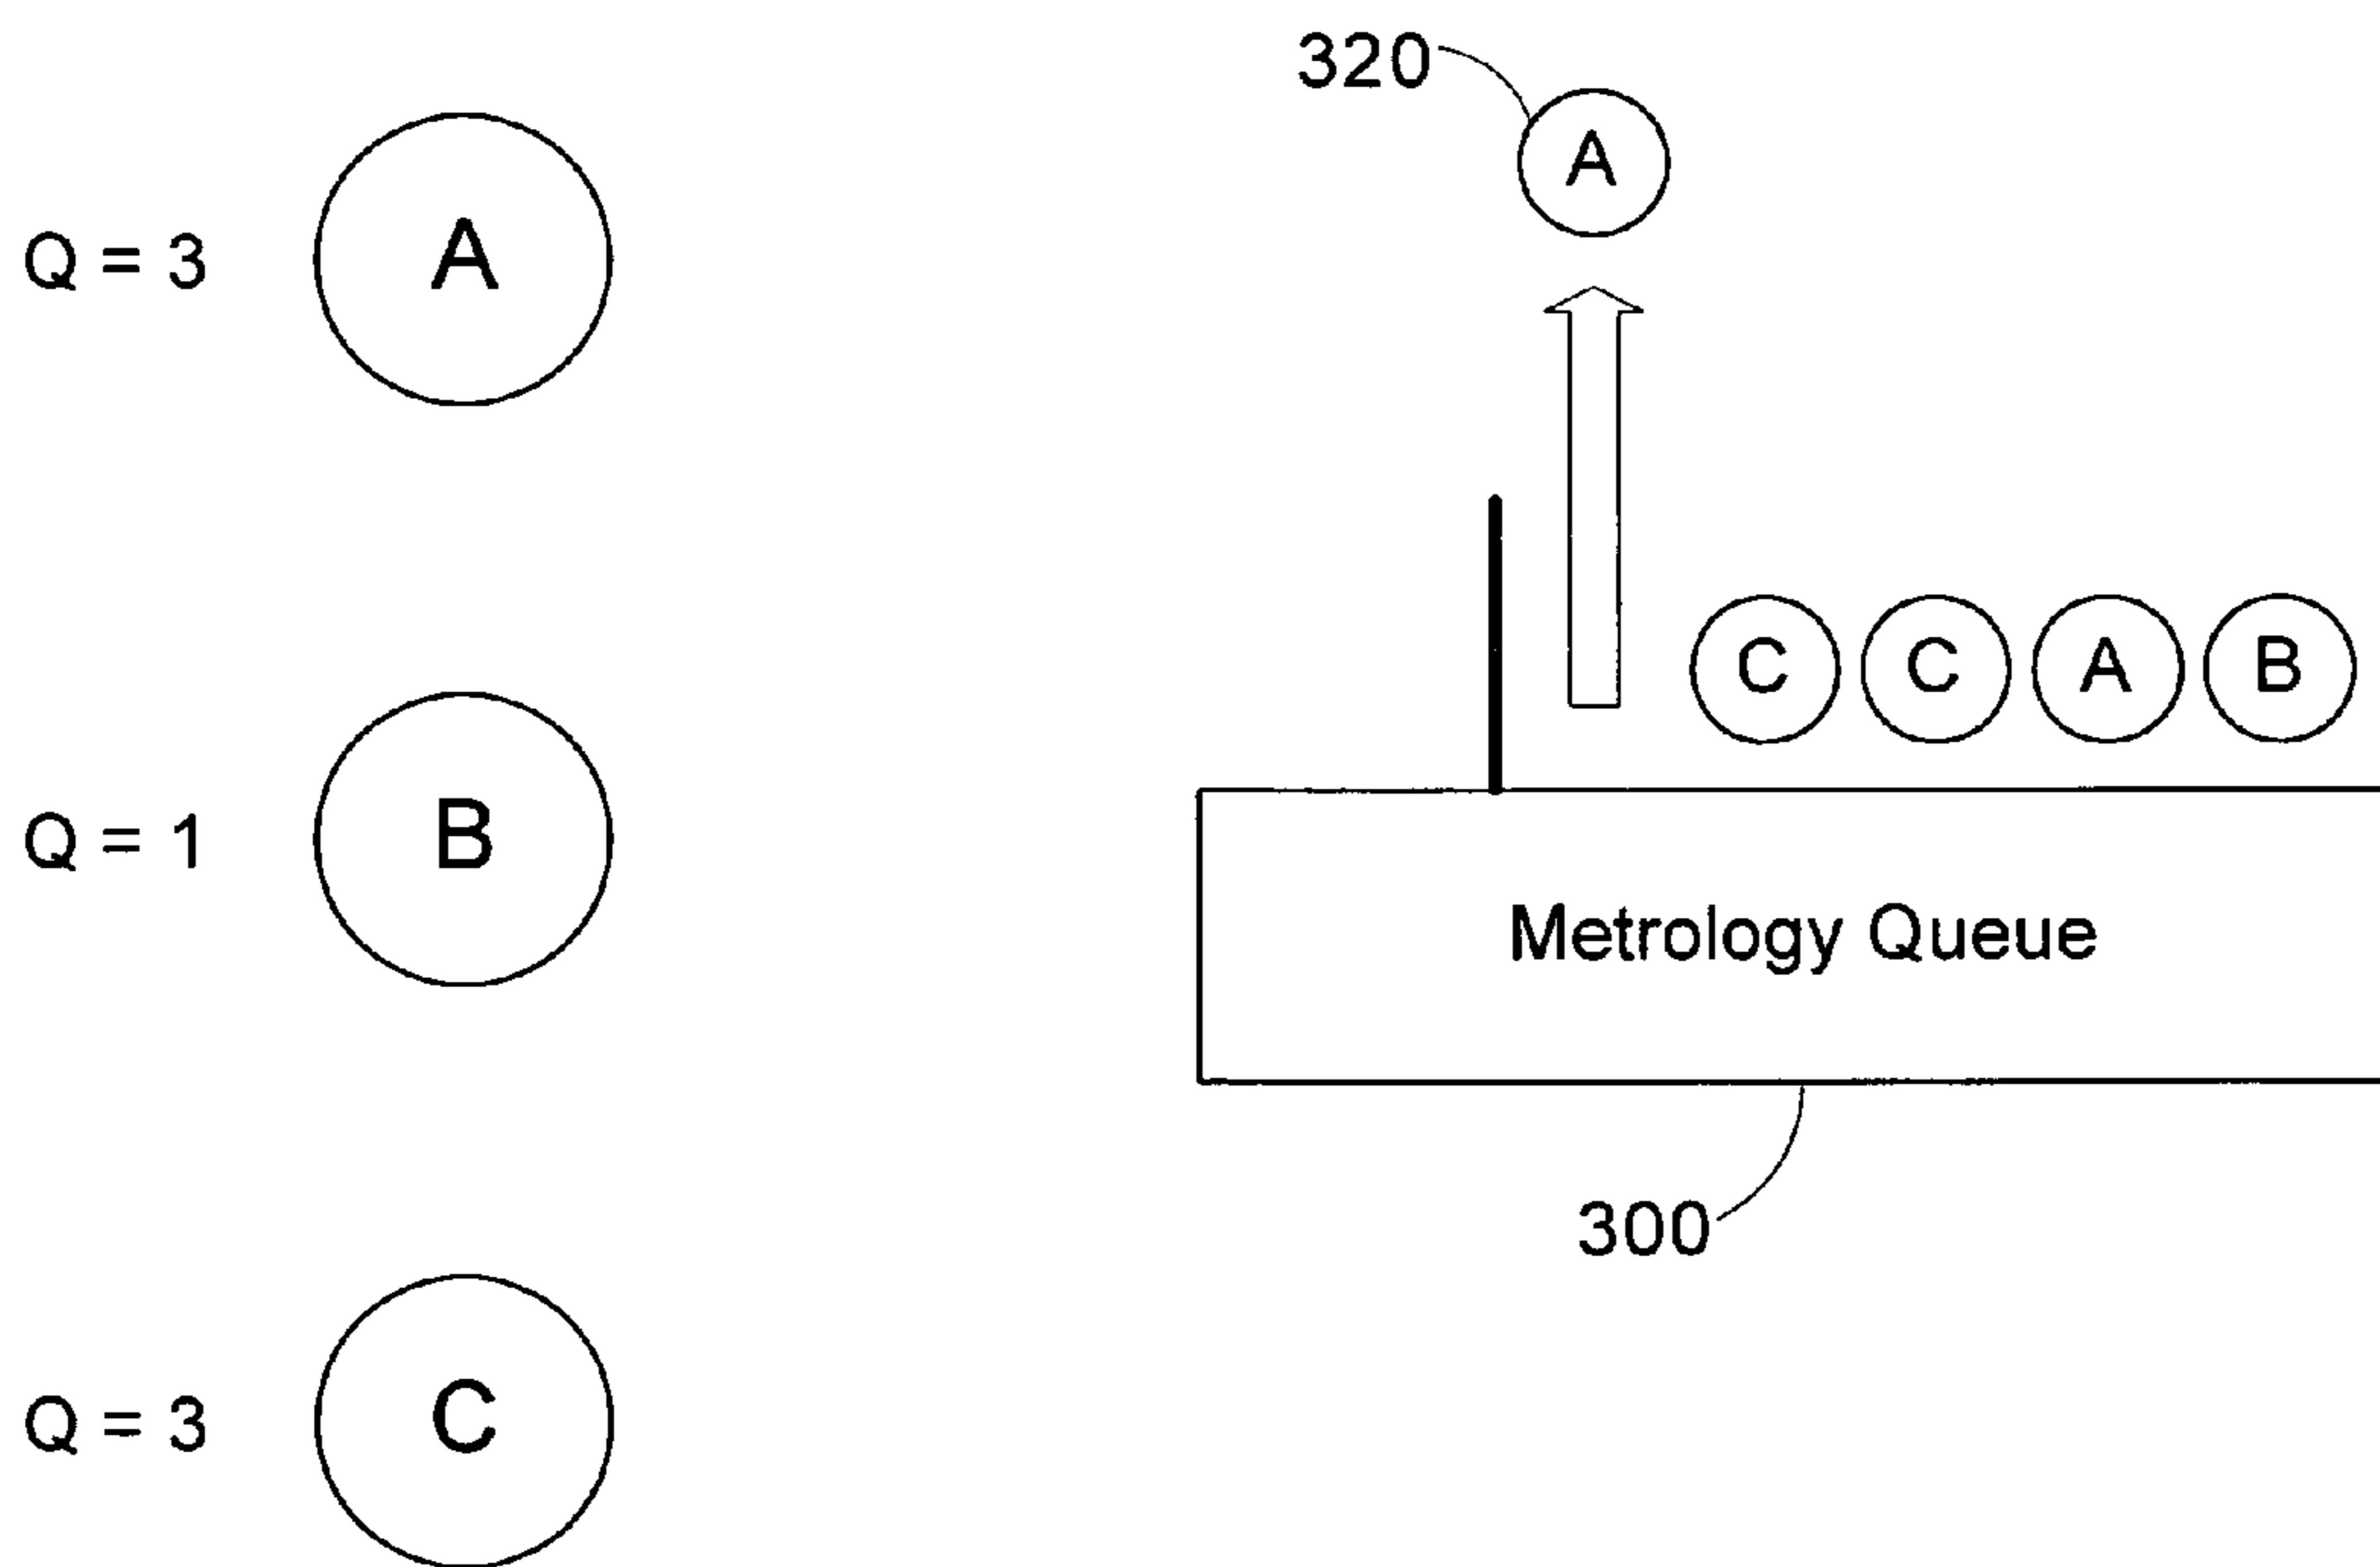 Q = 3
A
Q = 1
B
Q = 3
C
320
A
C C A B
Metrology Queue
300